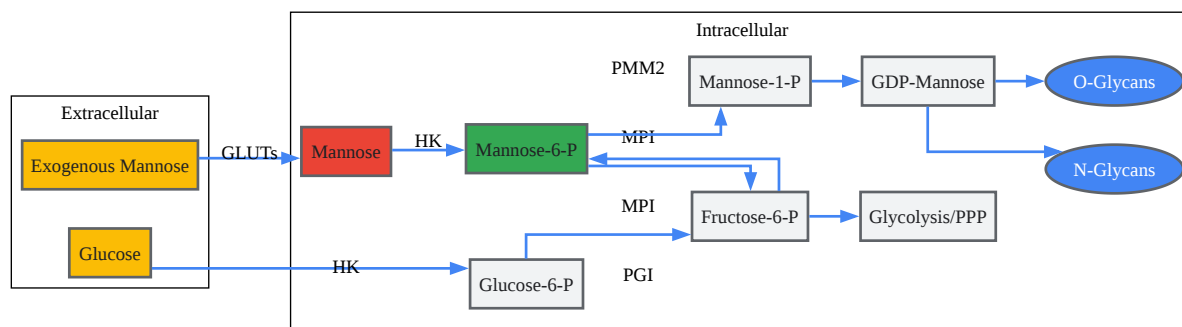 Intracellular
PMM2
Mannose-1-P
GDP-Mannose
O-Glycans
Extracellular
Exogenous Mannose
GLUTs
Mannose
HK
Mannose-6-P
MPI
N-Glycans
MPI
Fructose-6-P
Glycolysis/PPP
Glucose
HK
Glucose-6-P
PGI